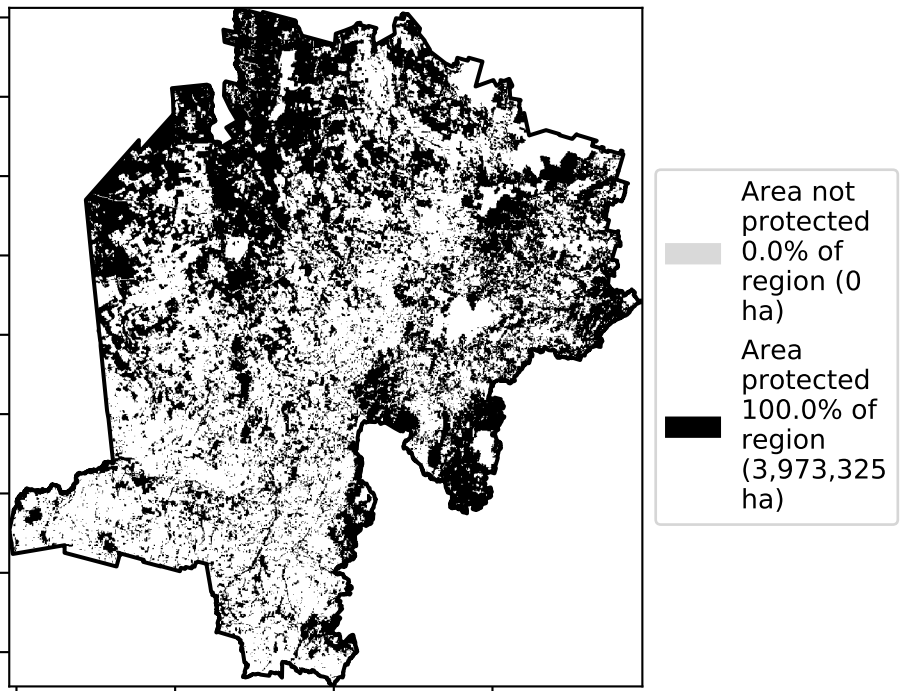 Area not
protected
0.0% of
region (0
ha)
Area
protected
100.0% of
region
(3,973,325
ha)